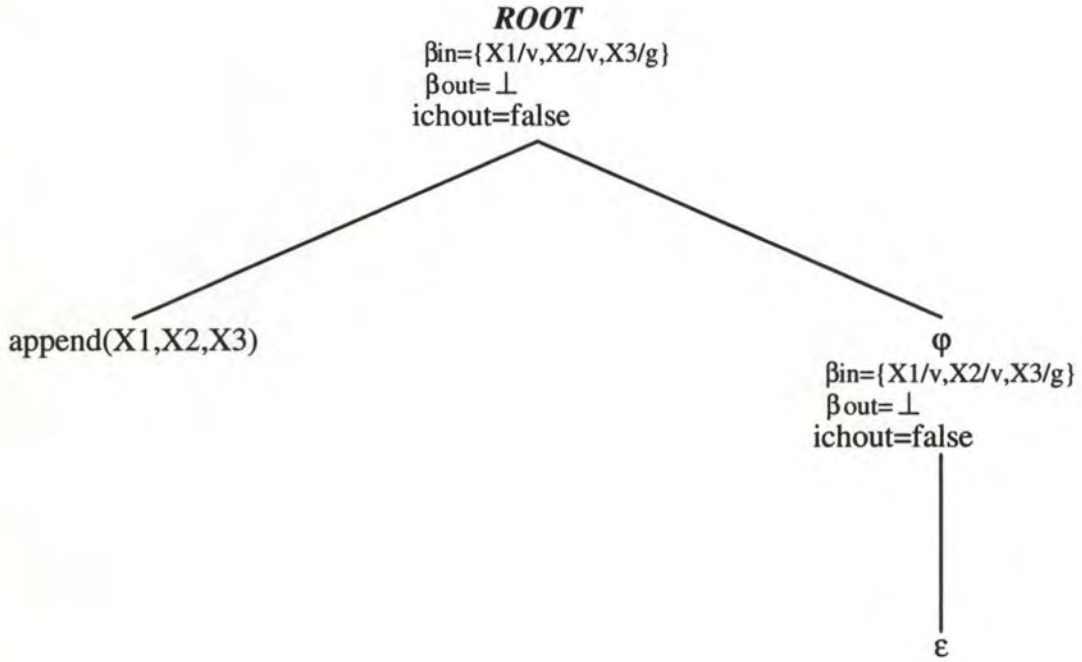 ROOT
βin={X1/v,X2/v,X3/g}
βout=⊥
ichout=false
append(X1,X2,X3)
φ
βin={X1/v,X2/v,X3/g}
βout=⊥
ichout=false
ε